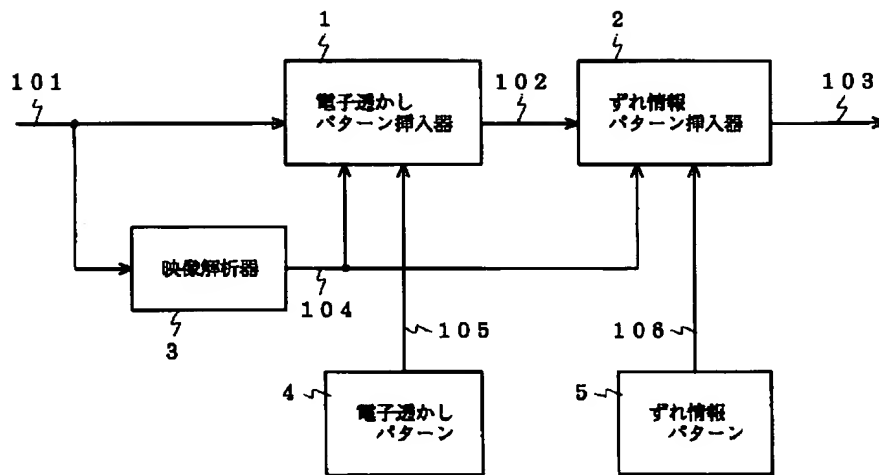 1
2
101
電子透かし
パターン挿入器
102
ずれ情報
パターン挿入器
103
映像解析器
3
104
105
106
4
電子透かし
パターン
5
ずれ情報
パターン